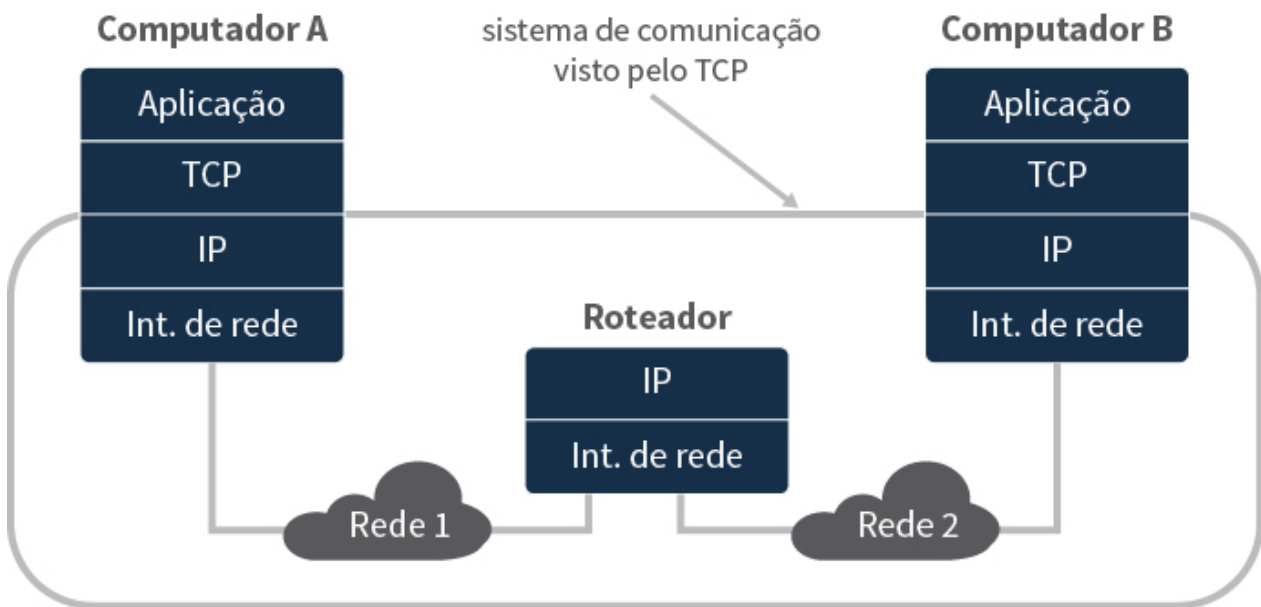 Computador A
sistema de comunicação
visto pelo TCP
Computador B
Aplicação
TCP
IP
Int. de rede
Aplicação
TCP
IP
Int. de rede
Roteador
IP
Int. de rede
Rede 1
Rede 2